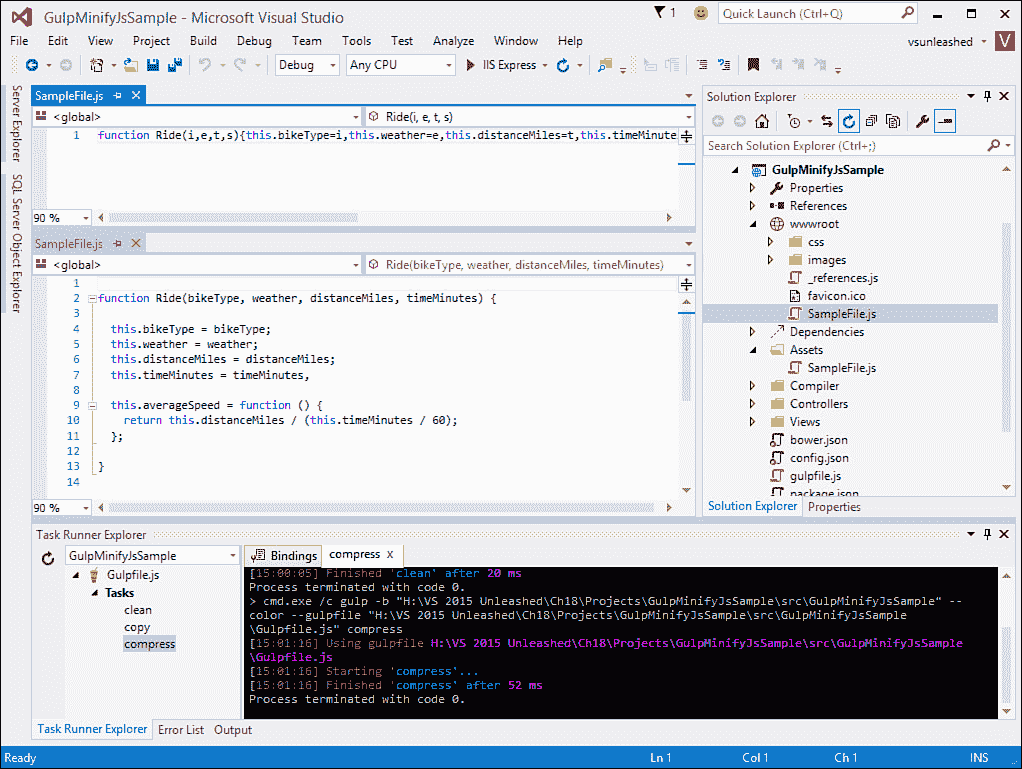 GulpMinifyJsSample - Microsoft Visual Studio
1
Quick Launch (Ctrl+Q)
File Edit View Project Build Debug Team Tools Test Analyze Window Help
vsunleashed V
Debug Any CPU IIS Express
Server Explorer
SQL Server Object Explorer
SampleFile.js
<global> Ride(i, e, t, s)
1 function Ride(i,e,t,s){this.bikeType=i,this.weather=e,this.distanceMiles=t,this.timeMinute
90 %
SampleFile.js
<global> Ride(bikeType, weather, distanceMiles, timeMinutes)
1
2 function Ride(bikeType, weather, distanceMiles, timeMinutes) {
3
4 this.bikeType = bikeType;
5 this.weather = weather;
6 this.distanceMiles = distanceMiles;
7 this.timeMinutes = timeMinutes,
8
9 this.averageSpeed = function () {
10 return this.distanceMiles / (this.timeMinutes / 60);
11 };
12
13 }
14
90 %
Solution Explorer
Search Solution Explorer (Ctrl+;)
GulpMinifyJsSample
Properties
References
wwwroot
css
images
_references.js
favicon.ico
SampleFile.js
Dependencies
Assets
SampleFile.js
Compiler
Controllers
Views
bower.json
config.json
gulpfile.js
package.json
Solution Explorer Properties
Task Runner Explorer
GulpMinifyJsSample
Gulpfile.js
Tasks
clean
copy
compress
Bindings compress x
[15:00:05] Finished 'clean' after 20 ms
Process terminated with code 0.
> cmd.exe /c gulp -b "H:\VS 2015 Unleashed\Ch18\Projects\GulpMinifyJsSample\src\GulpMinifyJsSample" --
color --gulpfile "H:\VS 2015 Unleashed\Ch18\Projects\GulpMinifyJsSample\src\GulpMinifyJsSample
\Gulpfile.js" compress
[15:01:16] Using gulpfile H:\VS 2015 Unleashed\Ch18\Projects\GulpMinifyJsSample\src\GulpMinifyJsSample
\Gulpfile.js
[15:01:16] Starting 'compress'...
[15:01:16] Finished 'compress' after 52 ms
Process terminated with code 0.
Task Runner Explorer Error List Output
Ready Ln 1 Col 1 Ch 1 INS